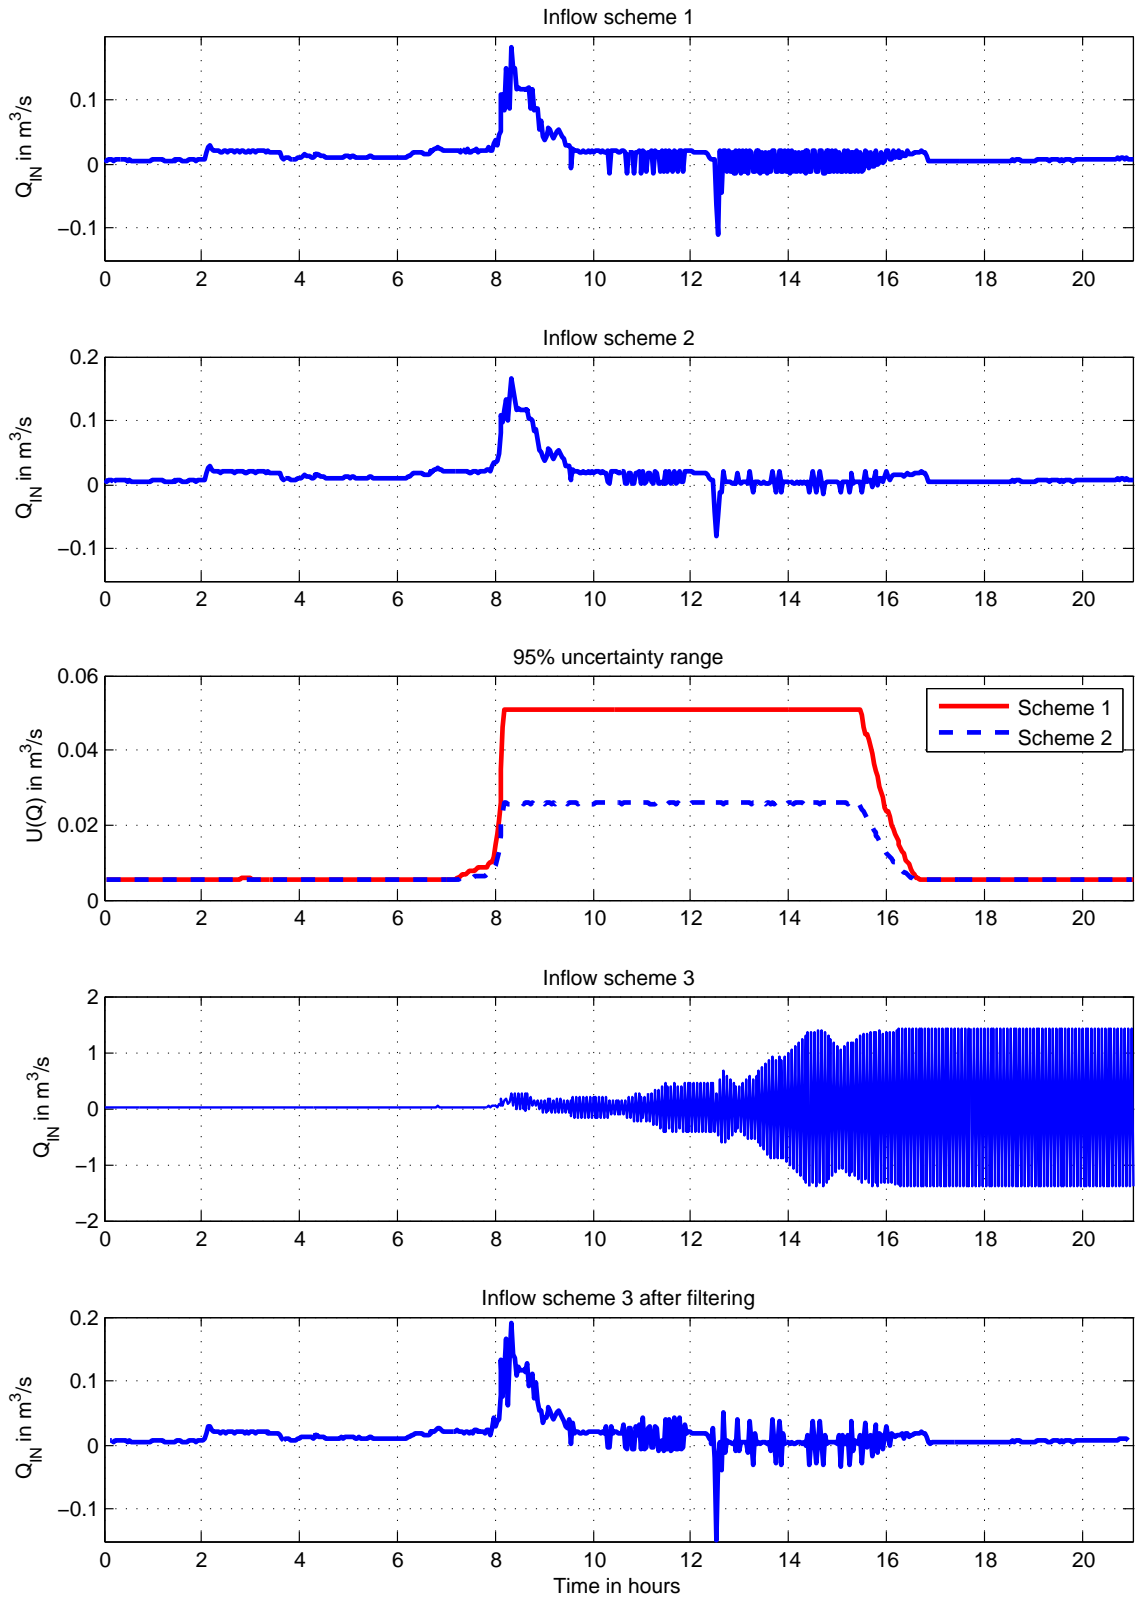 Inflow scheme 1
Q_IN in m³/s
0.1
0
−0.1
0 2 4 6 8 10 12 14 16 18 20
Inflow scheme 2
Q_IN in m³/s
0.2
0.1
0
−0.1
0 2 4 6 8 10 12 14 16 18 20
95% uncertainty range
U(Q) in m³/s
0.06
0.04
0.02
0
Scheme 1
Scheme 2
0 2 4 6 8 10 12 14 16 18 20
Inflow scheme 3
Q_IN in m³/s
2
1
0
−1
−2
0 2 4 6 8 10 12 14 16 18 20
Inflow scheme 3 after filtering
Q_IN in m³/s
0.2
0.1
0
−0.1
0 2 4 6 8 10 12 14 16 18 20
Time in hours